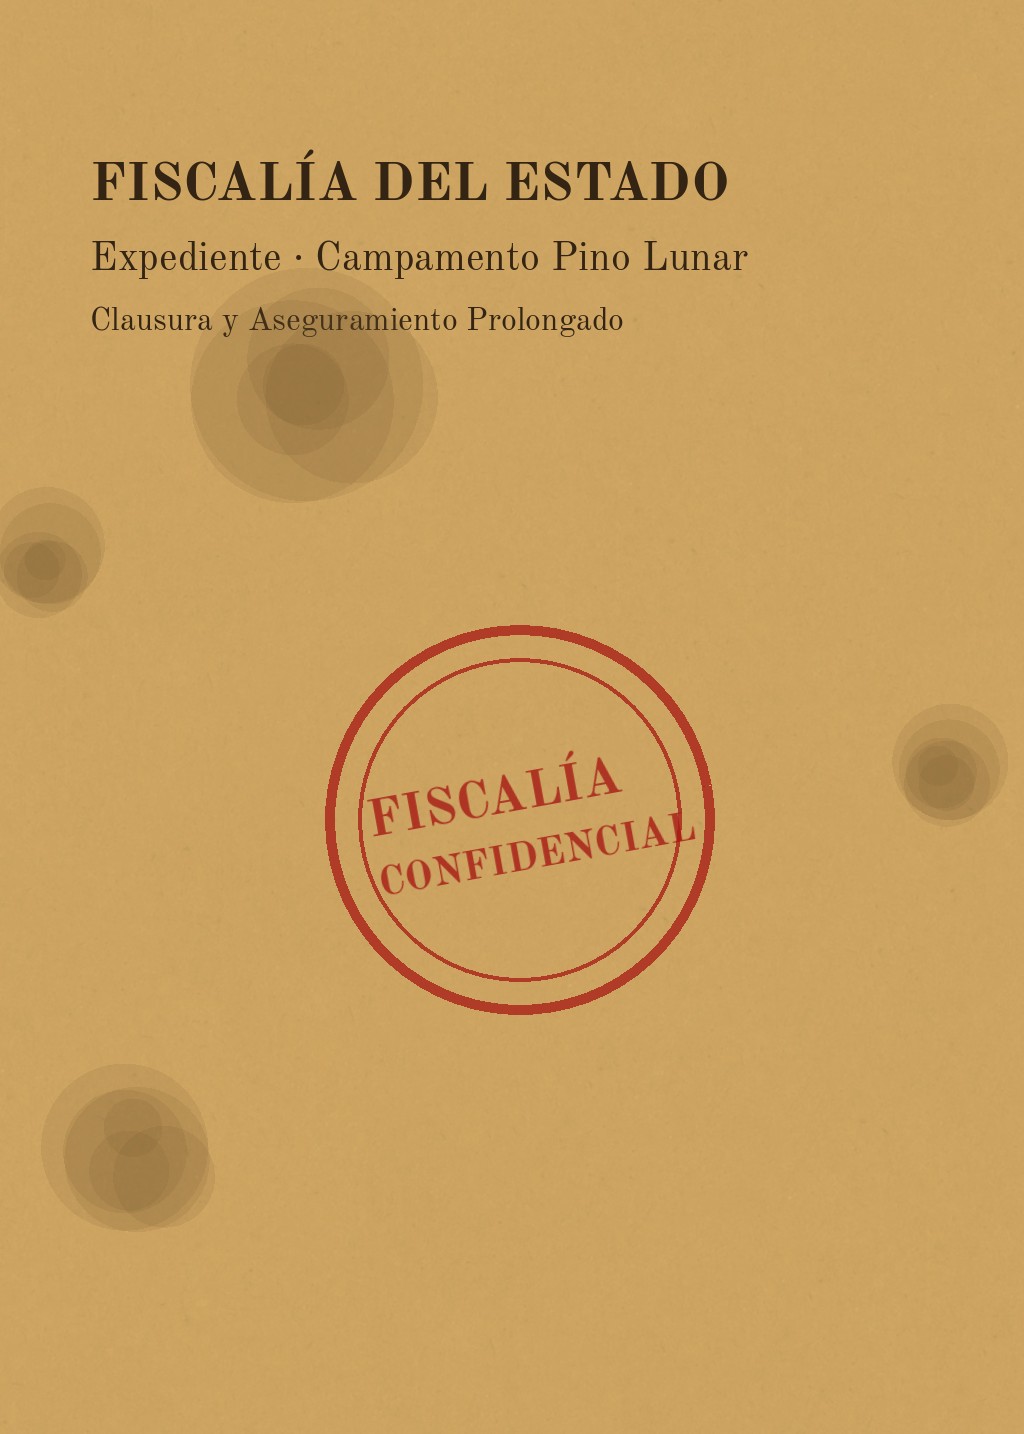 FISCALÍA DEL ESTADO
Expediente · Campamento Pino Lunar
Clausura y Aseguramiento Prolongado
FISCALÍA
CONFIDENCIAL